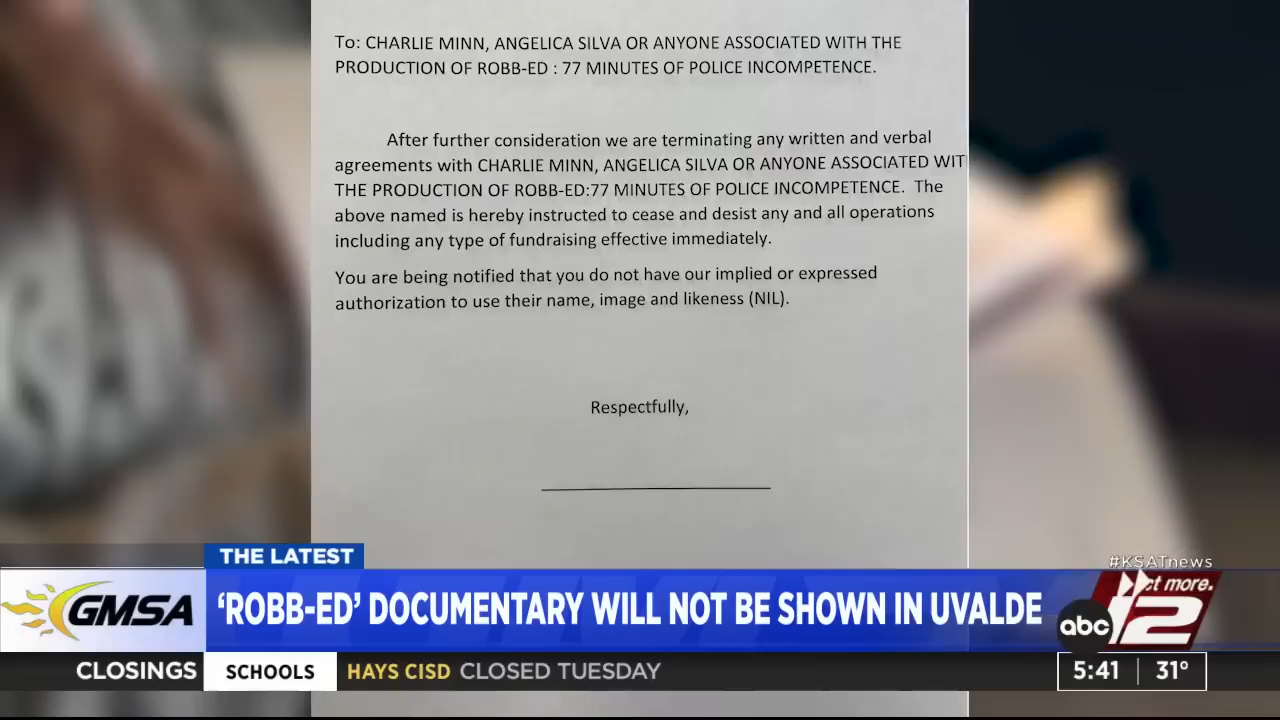 To: CHARLIE MINN, ANGELICA SILVA OR ANYONE ASSOCIATED WITH THE
PRODUCTION OF ROBB-ED : 77 MINUTES OF POLICE INCOMPETENCE.
After further consideration we are terminating any written and verbal
agreements with CHARLIE MINN, ANGELICA SILVA OR ANYONE ASSOCIATED WIT
THE PRODUCTION OF ROBB-ED:77 MINUTES OF POLICE INCOMPETENCE. The
above named is hereby instructed to cease and desist any and all operations
including any type of fundraising effective immediately.
You are being notified that you do not have our implied or expressed
authorization to use their name, image and likeness (NIL).
Respectfully,
THE LATEST
#KSATnews
GMSA
‘ROBB-ED’ DOCUMENTARY WILL NOT BE SHOWN IN UVALDE
abc
12
t more.
CLOSINGS SCHOOLS HAYS CISD CLOSED TUESDAY
5:41 31°